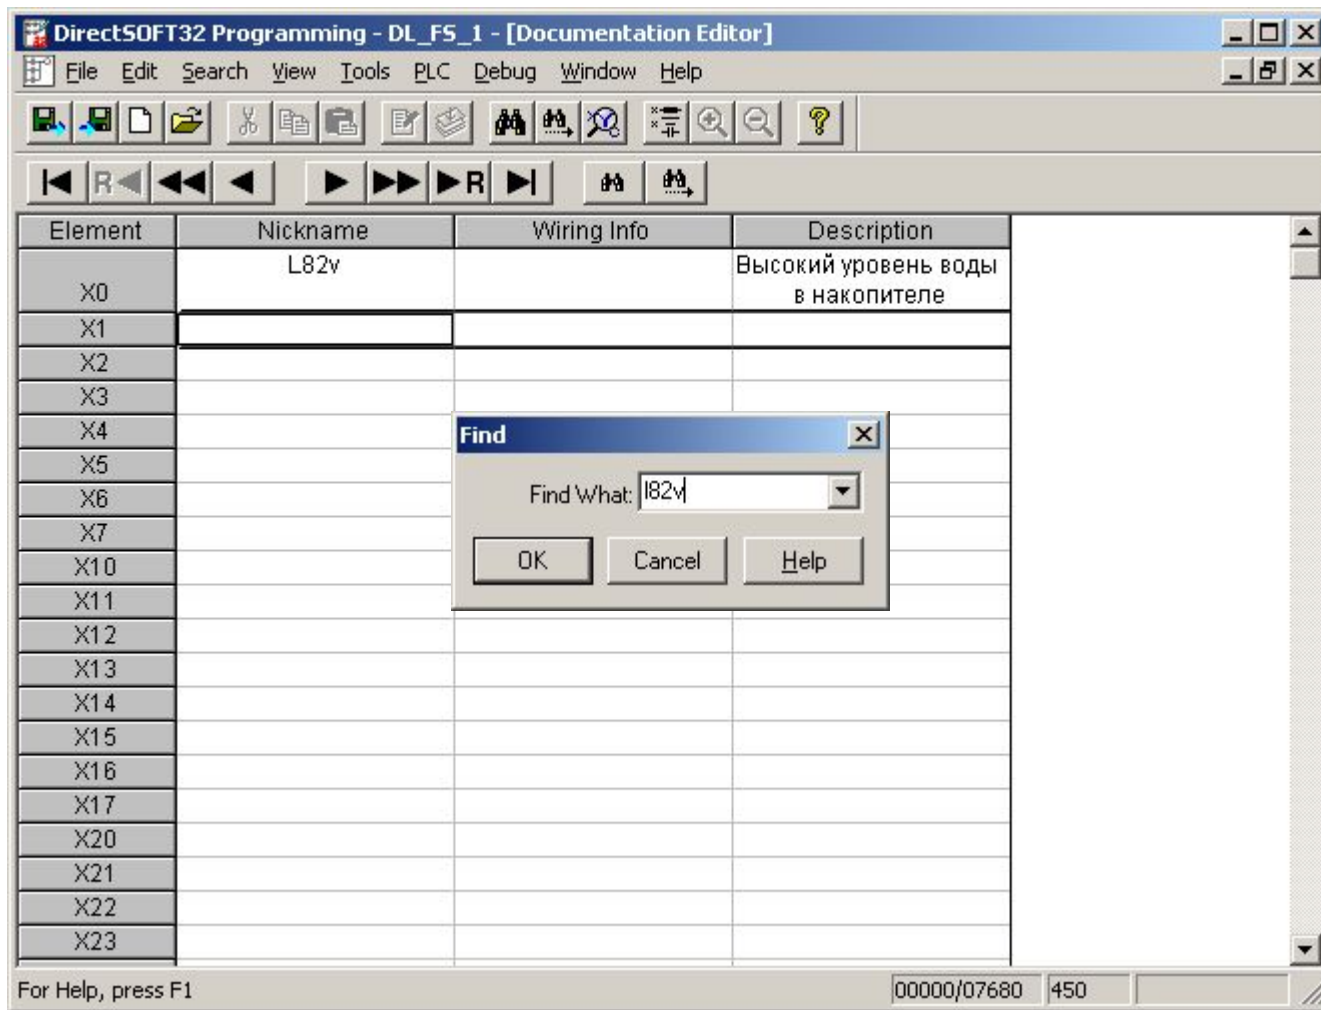 DirectSOFT32 Programming - DL_FS_1 - [Documentation Editor]
File Edit Search View Tools PLC Debug Window Help
R R
Element Nickname Wiring Info Description
X0 L82v Высокий уровень воды
в накопителе
X1
X2
X3
X4
X5
X6
X7
X10
X11
X12
X13
X14
X15
X16
X17
X20
X21
X22
X23
Find
Find What: l82v
OK Cancel Help
For Help, press F1 00000/07680 450